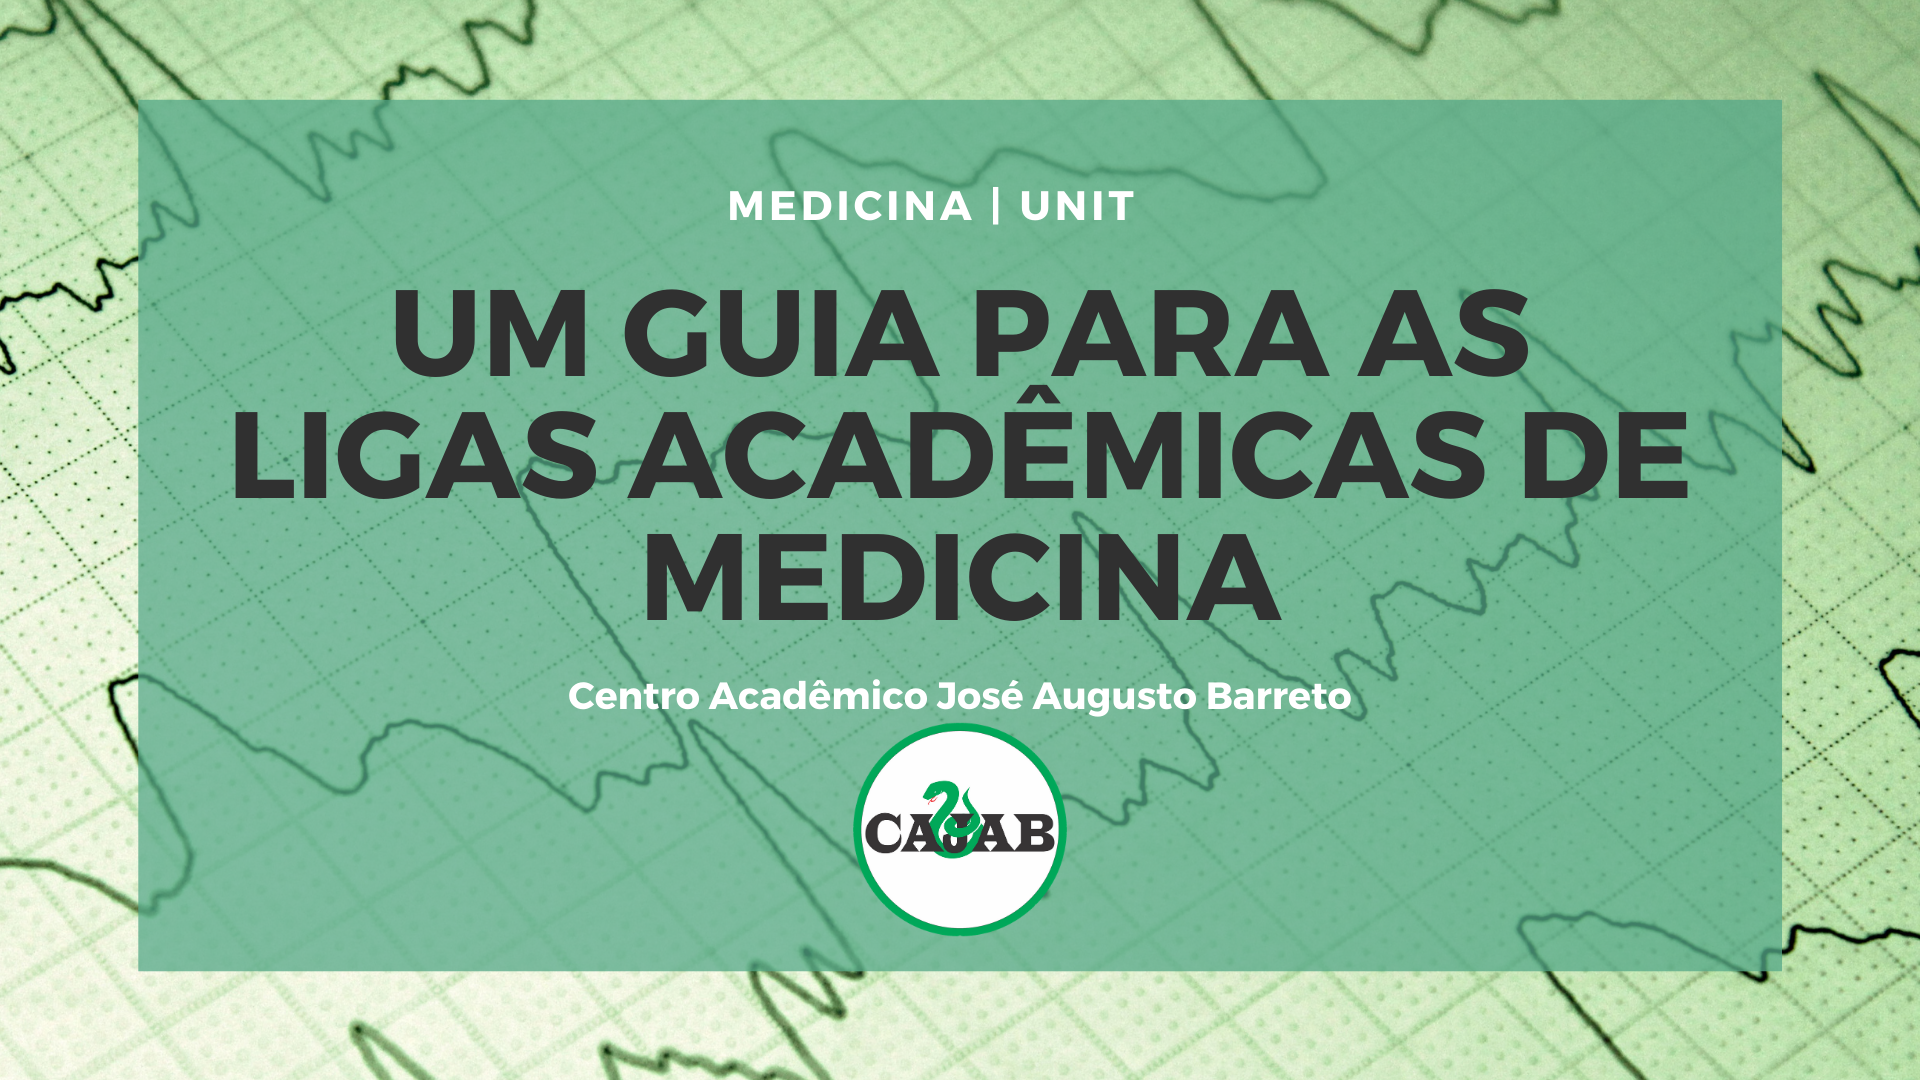 MEDICINA | UNIT
UM GUIA PARA AS
LIGAS ACADÊMICAS DE
MEDICINA
Centro Acadêmico José Augusto Barreto
CAJAB